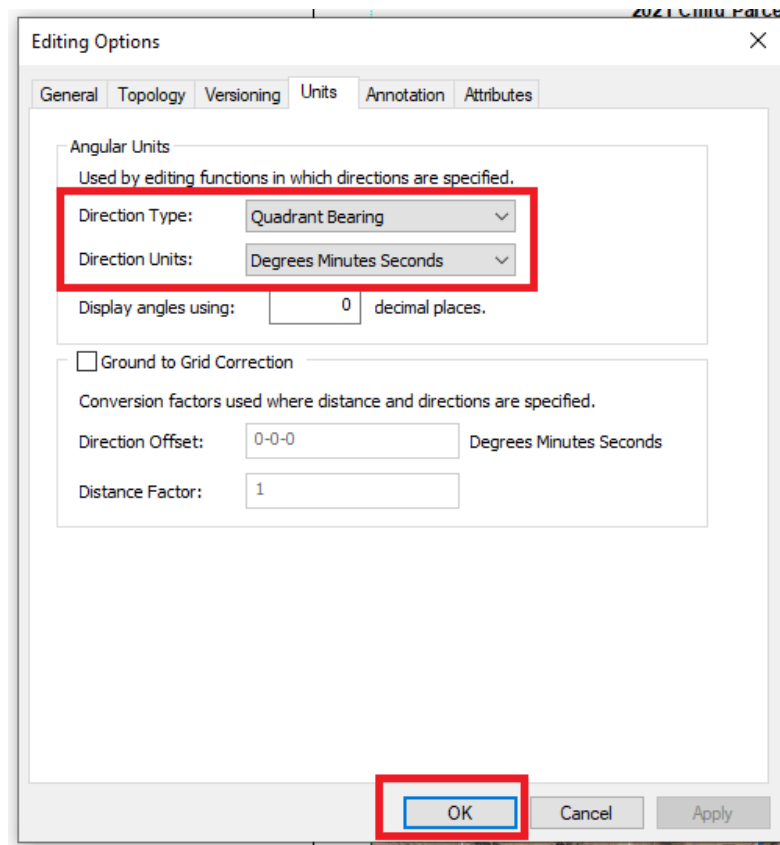 2021 Child Parce
Editing Options
General Topology Versioning Units Annotation Attributes
Angular Units
Used by editing functions in which directions are specified.
Direction Type: Quadrant Bearing
Direction Units: Degrees Minutes Seconds
Display angles using: 0 decimal places.
Ground to Grid Correction
Conversion factors used where distance and directions are specified.
Direction Offset: 0-0-0 Degrees Minutes Seconds
Distance Factor: 1
OK Cancel Apply